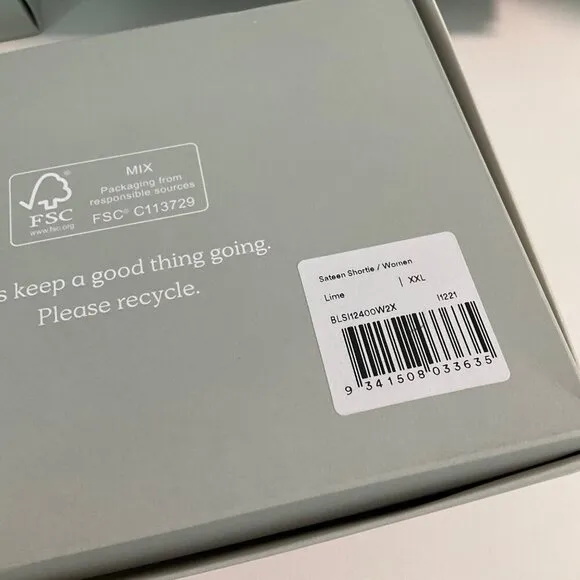 MIX
Packaging from
responsible sources
FSC® C113729
FSC
www.fsc.org
s keep a good thing going.
Please recycle.
Sateen Shortie / Women
Lime | XXL
BLSI12400W2X I1221
9 341508 033635